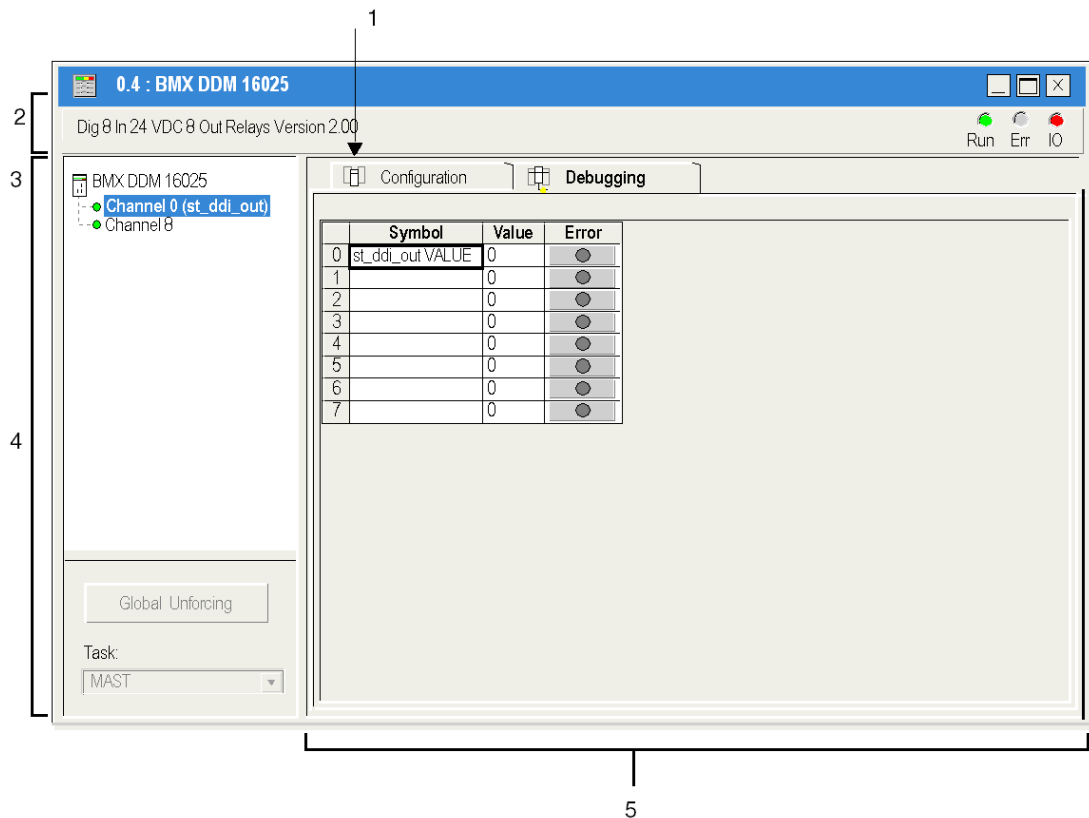 1
0.4 : BMX DDM 16025
2
Dig 8 In 24 VDC 8 Out Relays Version 2.00
Run Err IO
3
BMX DDM 16025
Channel 0 (st_ddi_out)
Channel 8
Configuration
Debugging
Symbol Value Error
0 st_ddi_out VALUE 0
1 0
2 0
3 0
4 0
5 0
6 0
7 0
4
Global Unforcing
Task:
MAST
5